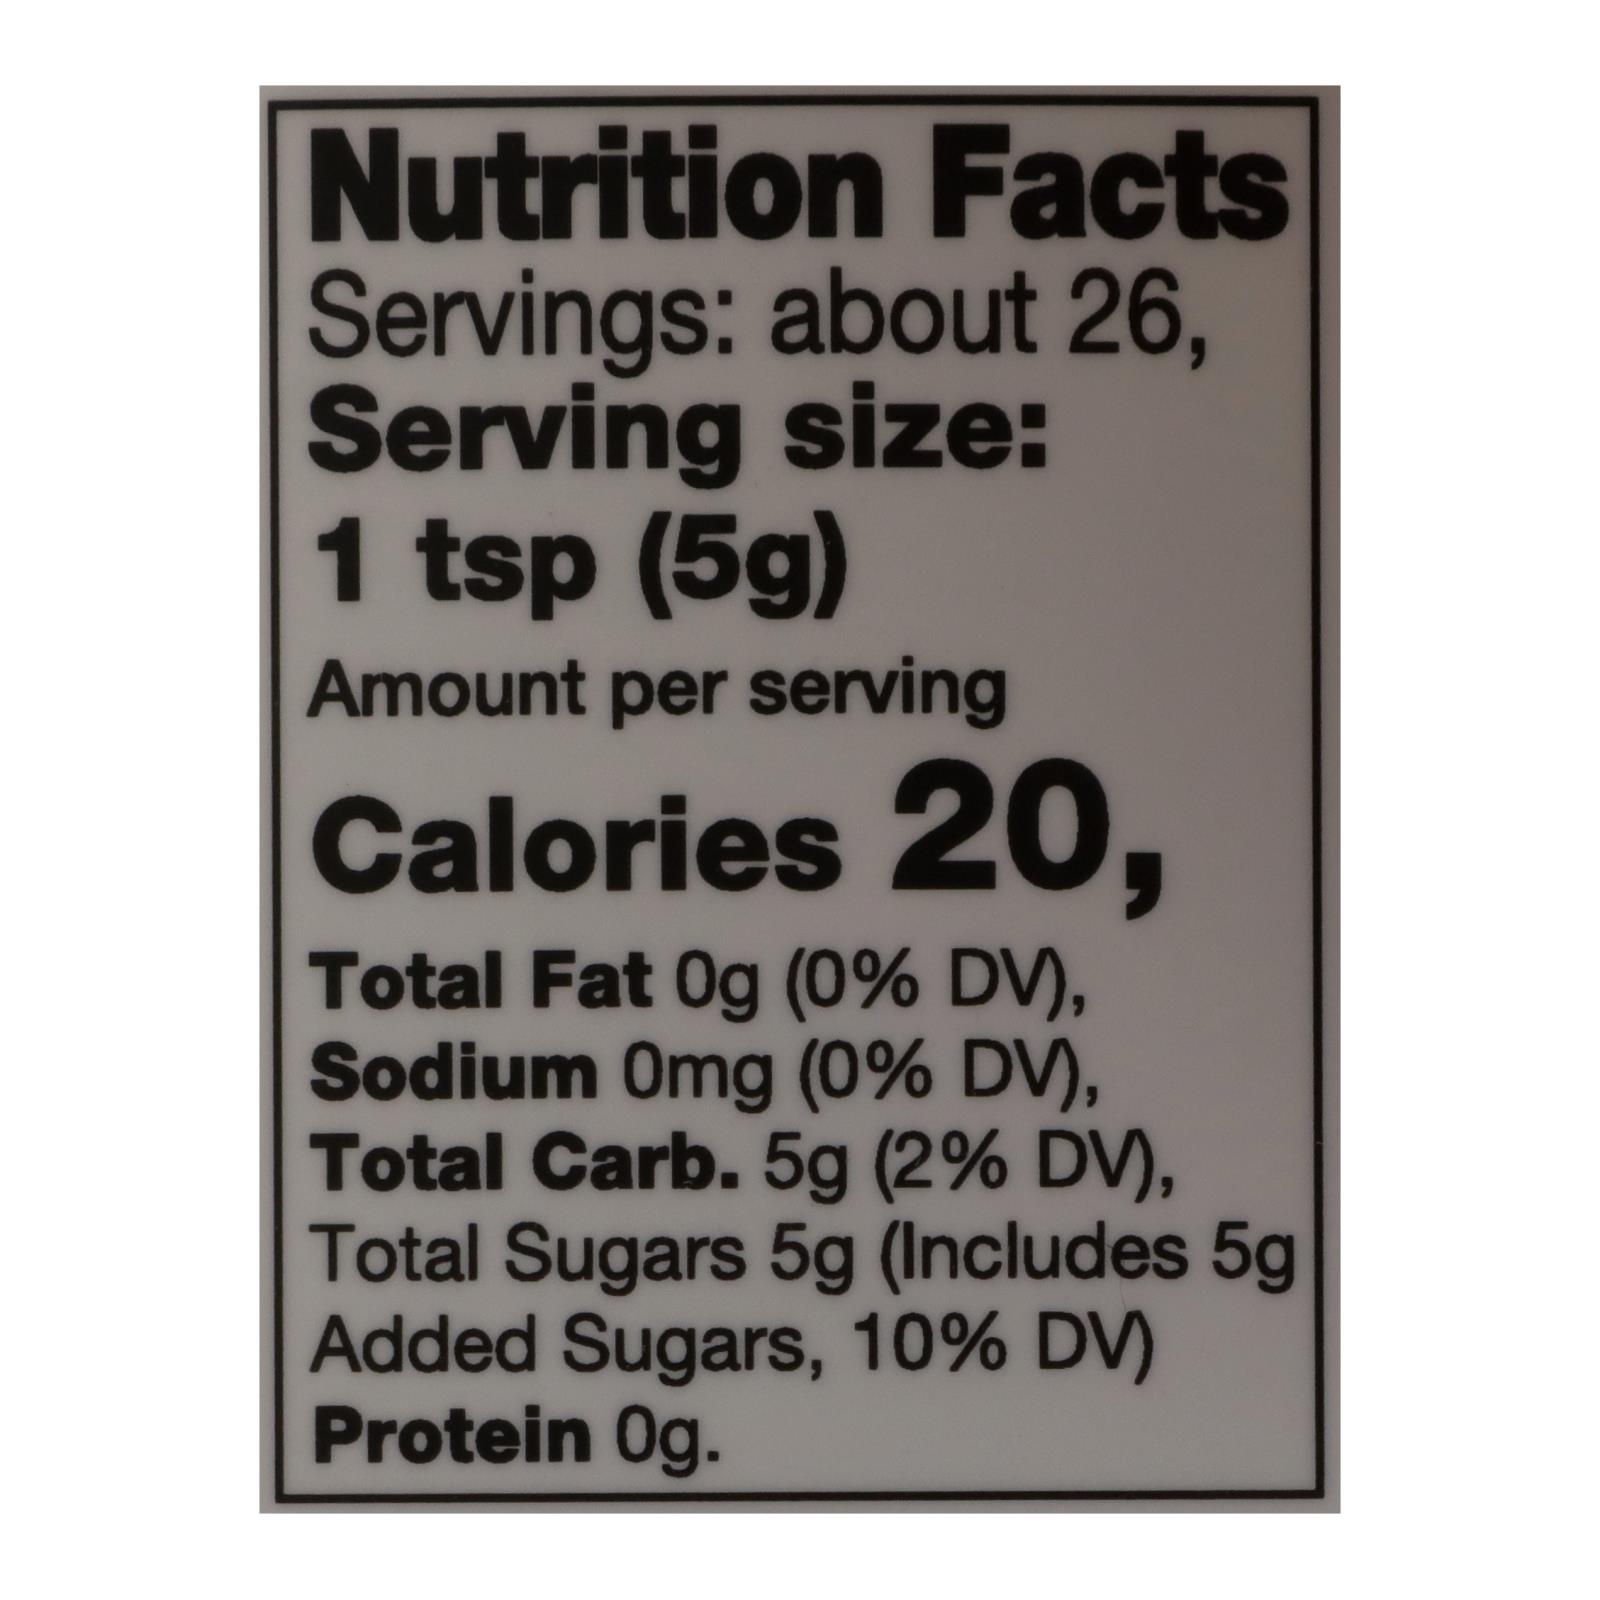 Nutrition Facts
Servings: about 26,
Serving size:
1 tsp (5g)
Amount per serving
Calories 20,
Total Fat 0g (0% DV),
Sodium 0mg (0% DV),
Total Carb. 5g (2% DV),
Total Sugars 5g (Includes 5g
Added Sugars, 10% DV)
Protein 0g.